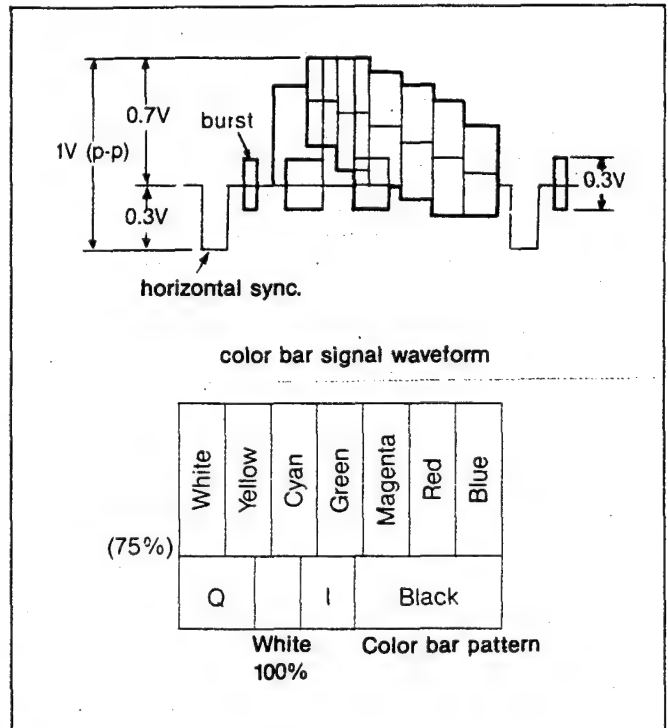 0.7V
burst
1V (p-p)
0.3V
0.3V
horizontal sync.
color bar signal waveform
White
Yellow
Cyan
Green
Magenta
Red
Blue
(75%)
Q
I
Black
White
100%
Color bar pattern